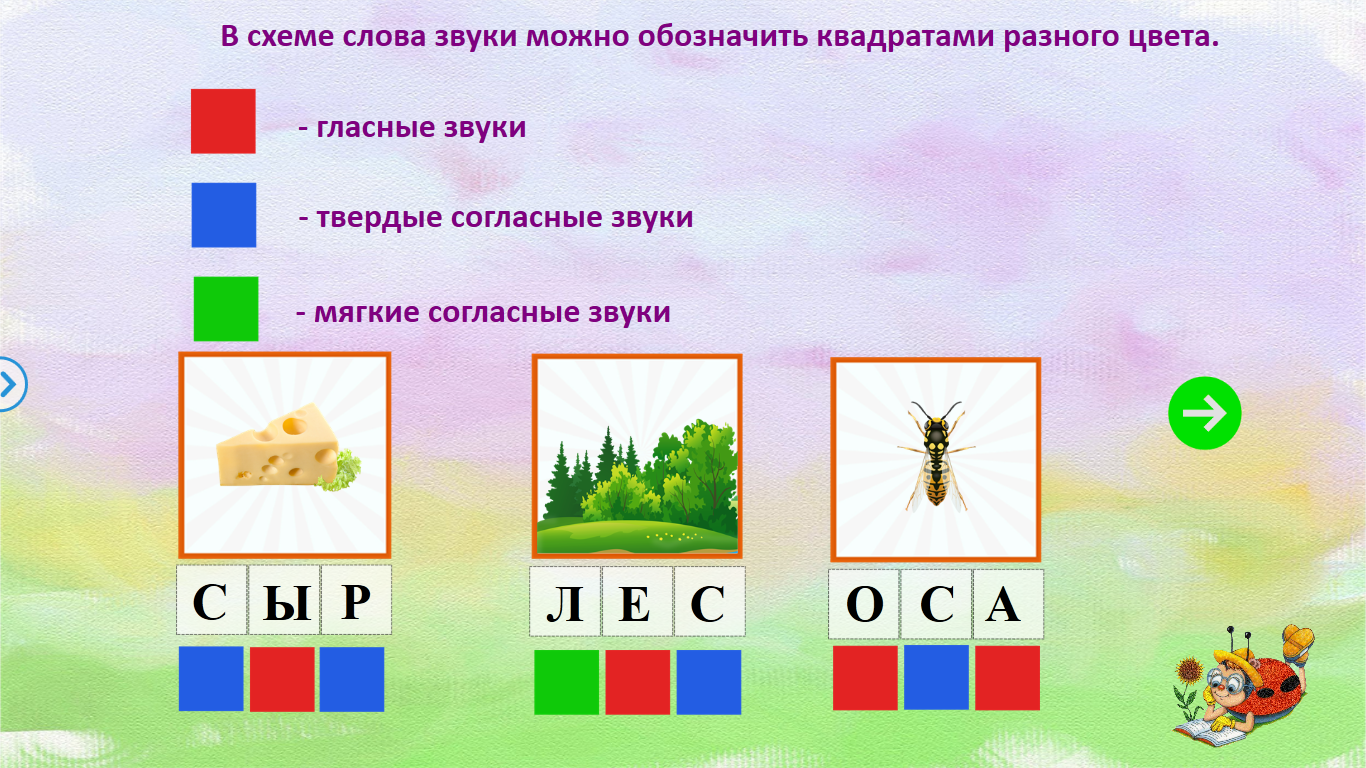 В схеме слова звуки можно обозначить квадратами разного цвета.
- гласные звуки
- твердые согласные звуки
- мягкие согласные звуки
С Ы Р
Л Е С
О С А